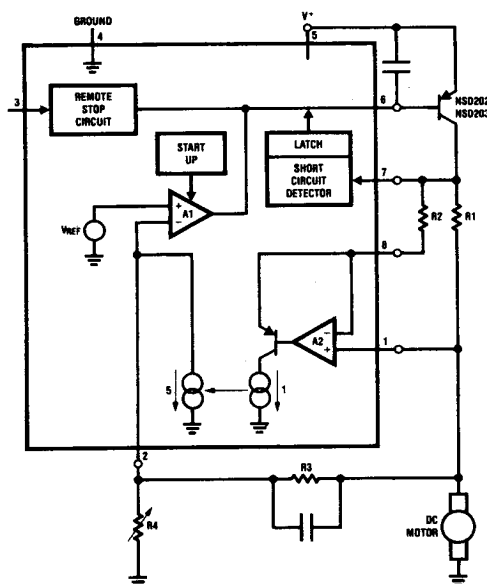 GROUND
4
V+
5
3
REMOTE
STOP
CIRCUIT
6
NSD202
NSD203
START
UP
LATCH
SHORT
CIRCUIT
DETECTOR
7
+
A1
−
VREF
R2
R1
8
−
A2
+
1
5
1
2
R3
R4
DC
MOTOR